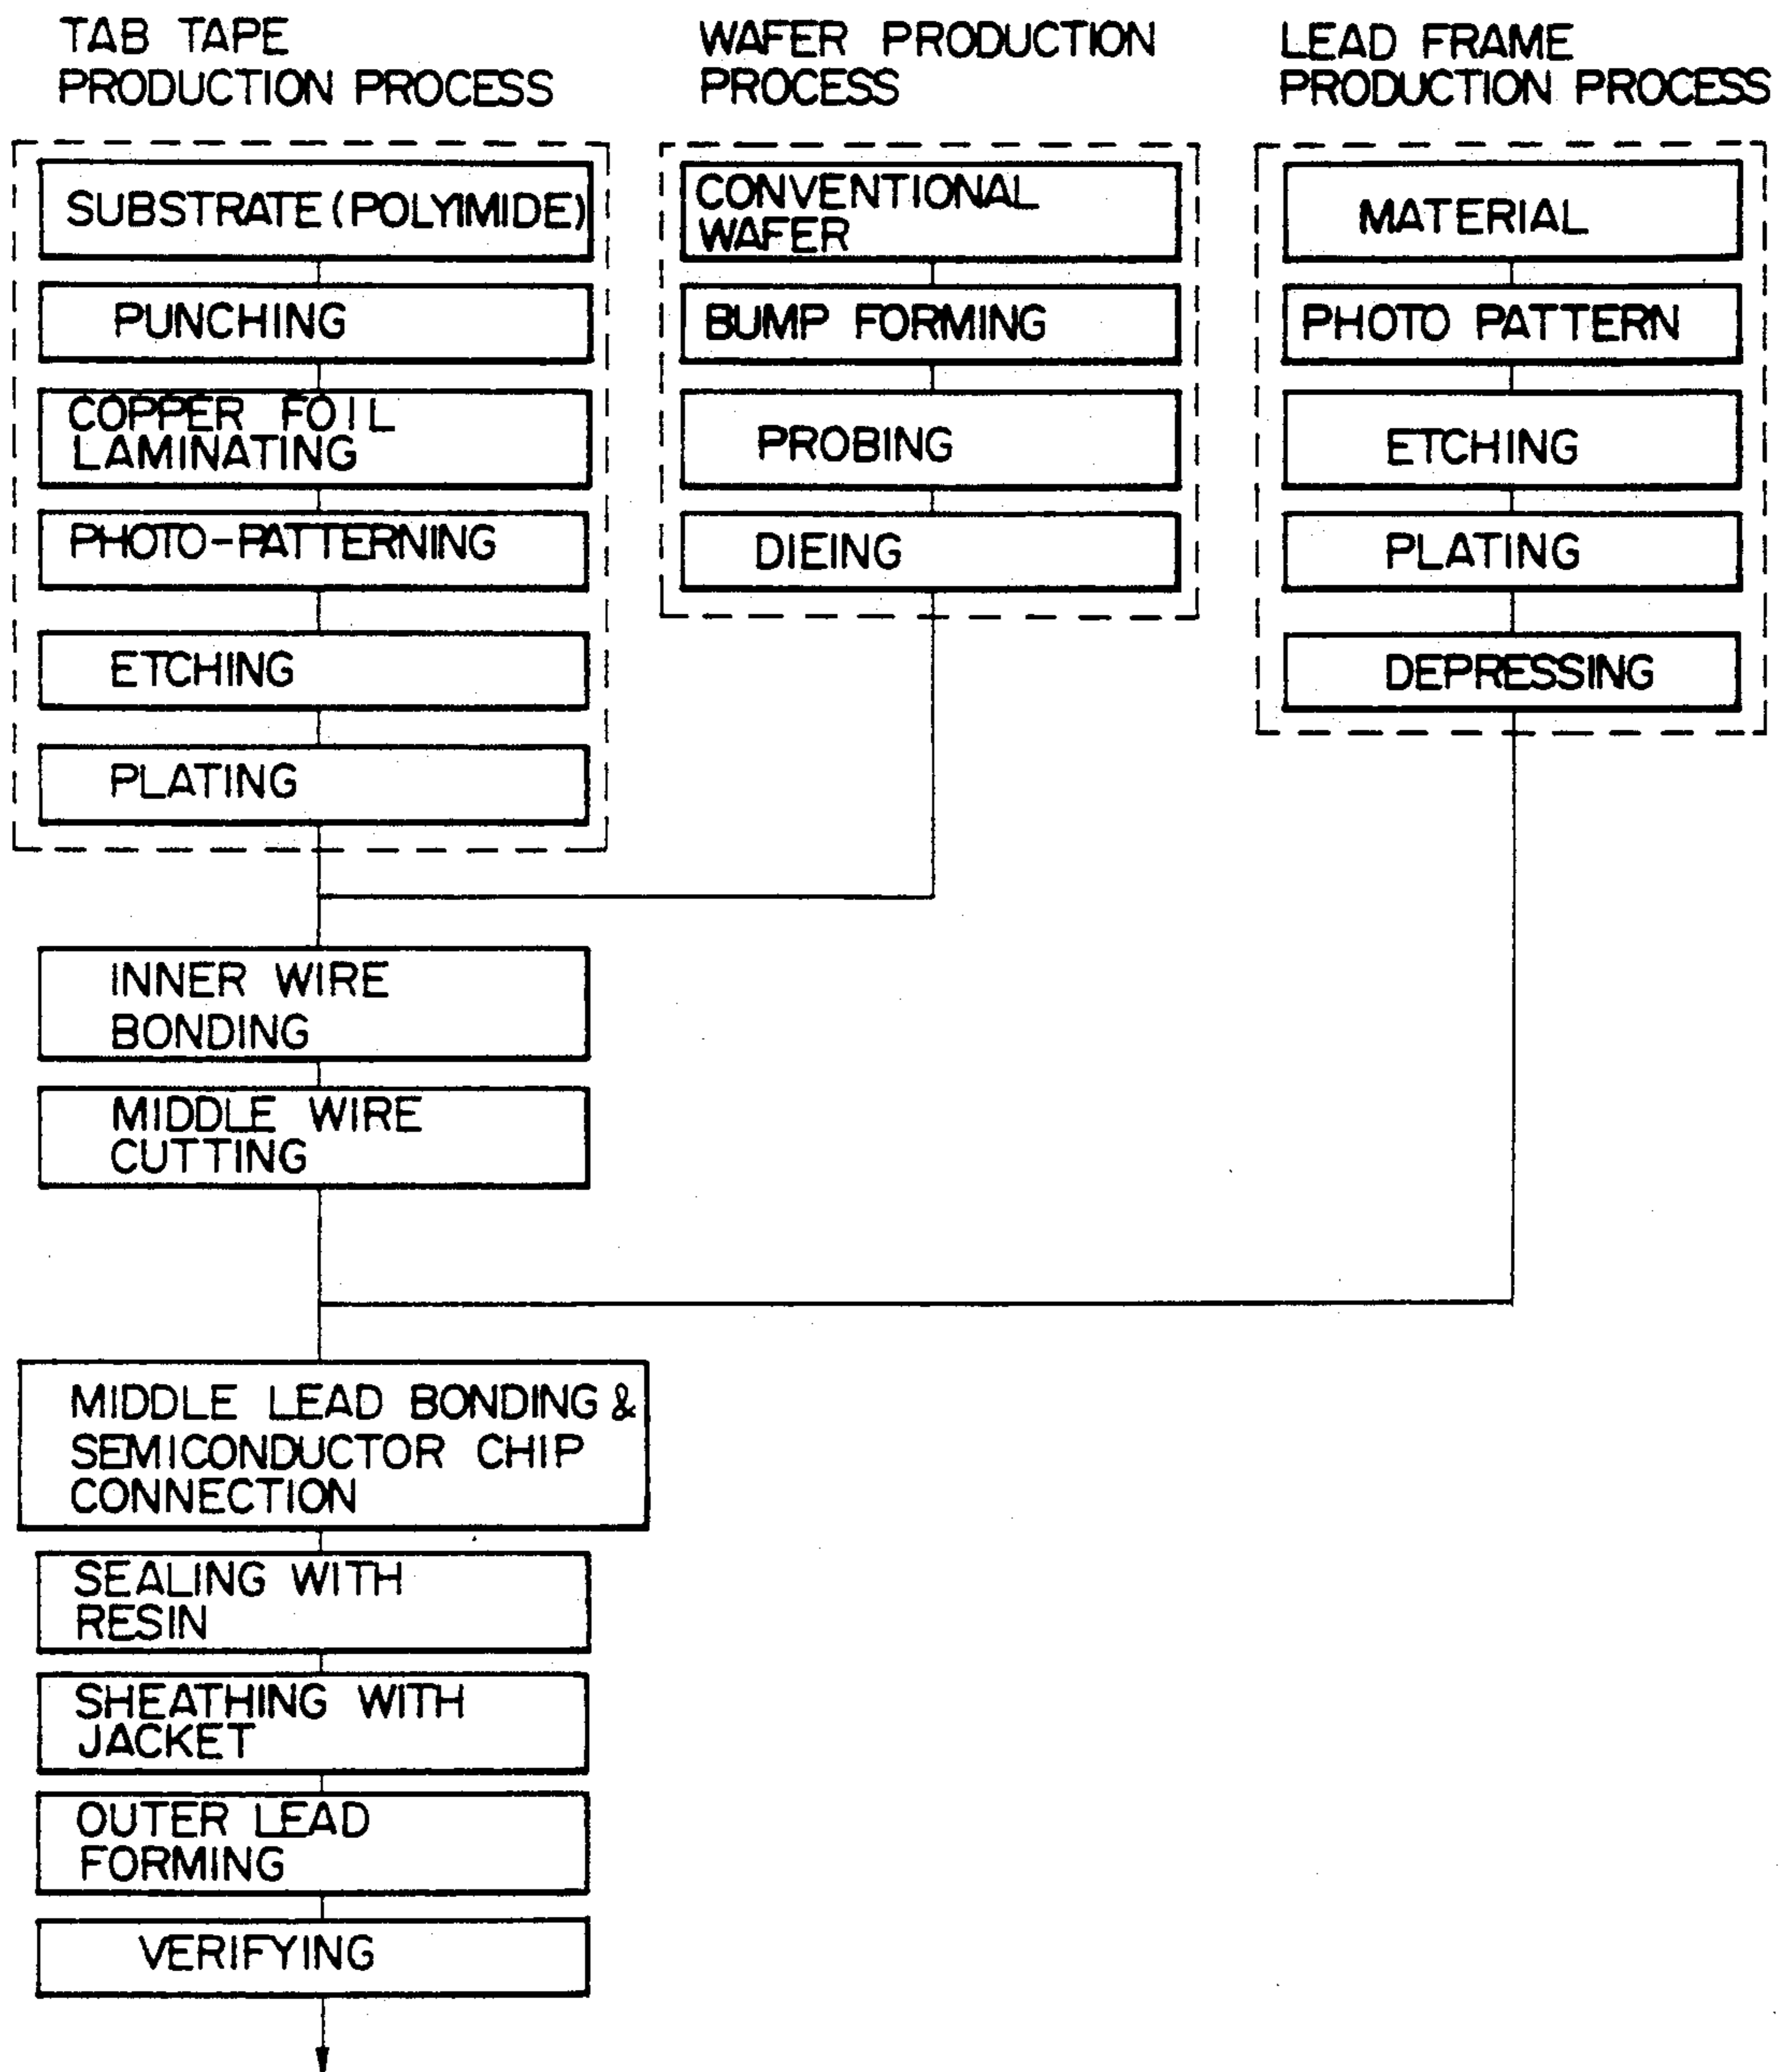 TAB TAPE
PRODUCTION PROCESS
SUBSTRATE (POLYIMIDE)
PUNCHING
COPPER FOIL
LAMINATING
PHOTO-PATTERNING
ETCHING
PLATING
WAFER PRODUCTION
PROCESS
CONVENTIONAL
WAFER
BUMP FORMING
PROBING
DIEING
LEAD FRAME
PRODUCTION PROCESS
MATERIAL
PHOTO PATTERN
ETCHING
PLATING
DEPRESSING
INNER WIRE
BONDING
MIDDLE WIRE
CUTTING
MIDDLE LEAD BONDING &
SEMICONDUCTOR CHIP
CONNECTION
SEALING WITH
RESIN
SHEATHING WITH
JACKET
OUTER LEAD
FORMING
VERIFYING